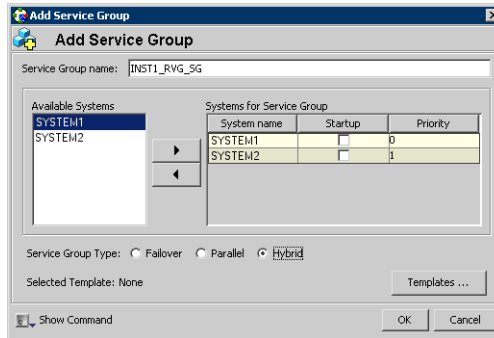 Add Service Group
Add Service Group
Service Group name: INST1_RVG_SG
Available Systems
SYSTEM1
SYSTEM2
Systems for Service Group
System name Startup Priority
SYSTEM1 0
SYSTEM2 1
Service Group Type: Failover Parallel Hybrid
Selected Template: None
Templates ...
Show Command
OK Cancel